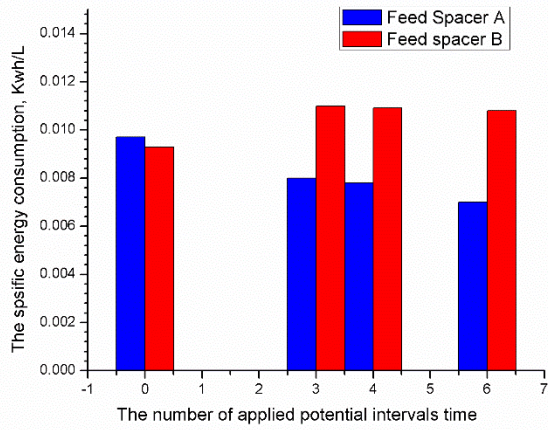 Feed Spacer A
Feed spacer B
The spsific energy consumption, Kwh/L
0.014
0.012
0.010
0.008
0.006
0.004
0.002
0.000
-1 0 1 2 3 4 5 6 7
The number of applied potential intervals time